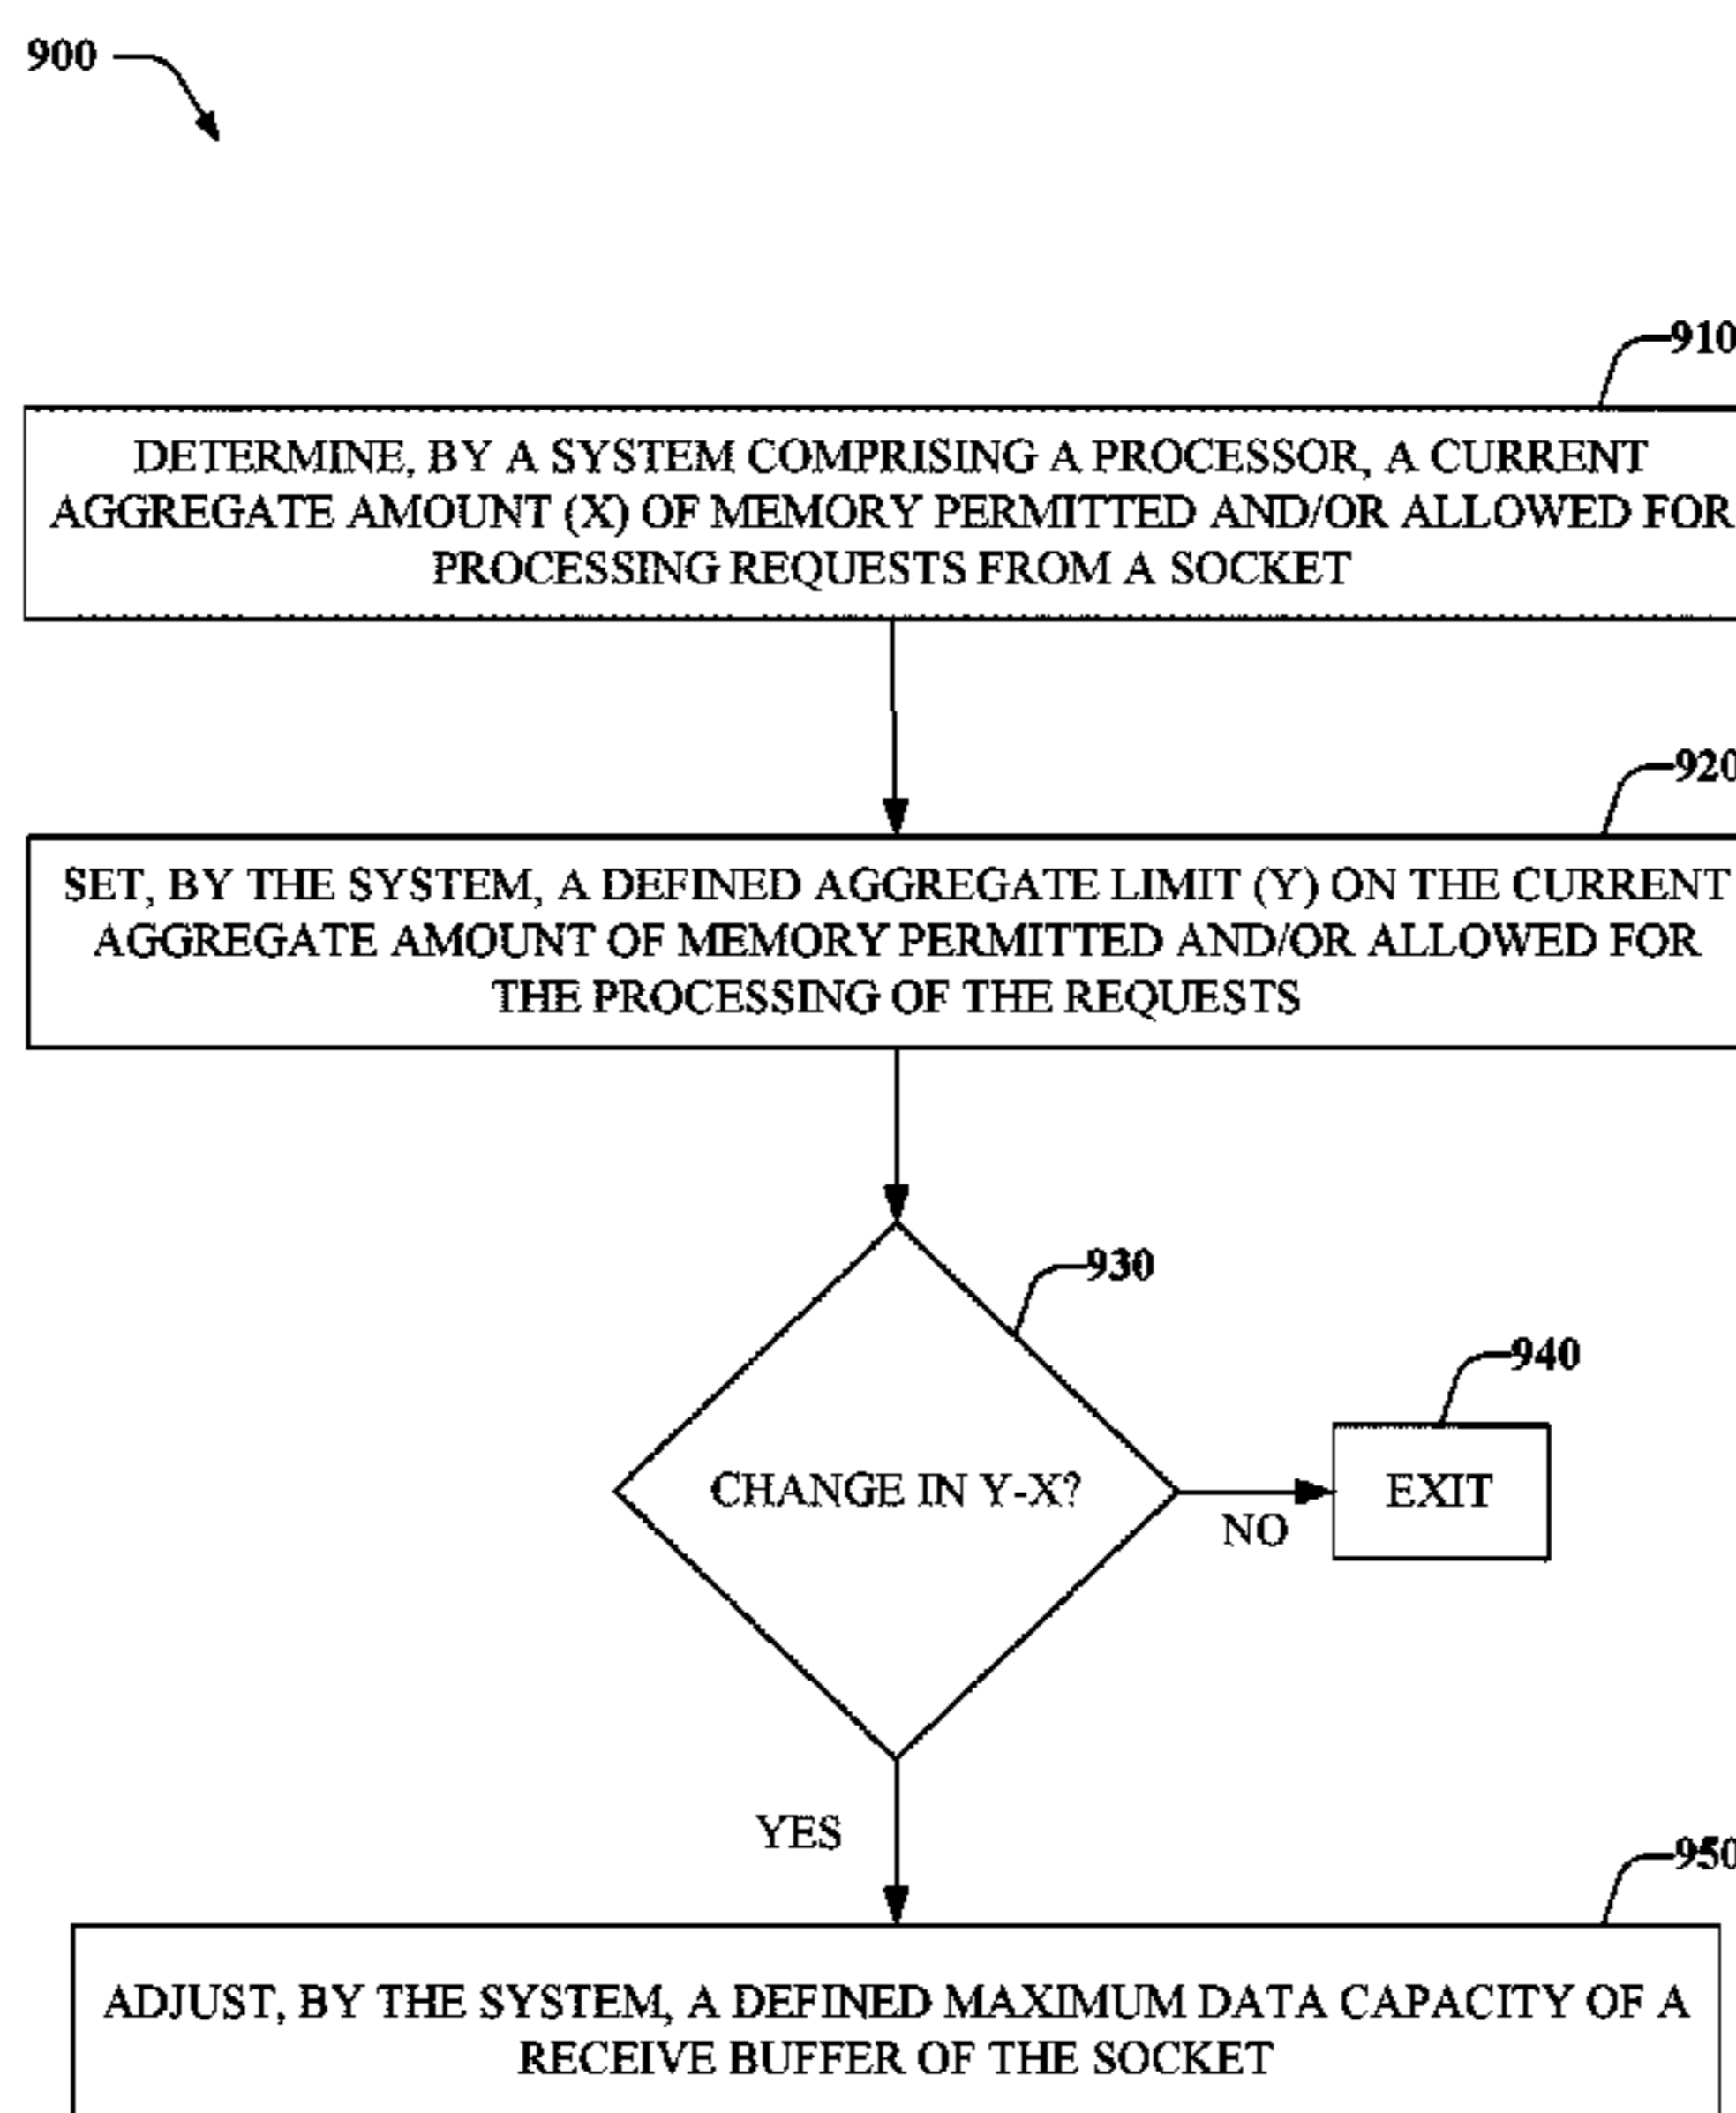 900
910
DETERMINE, BY A SYSTEM COMPRISING A PROCESSOR, A CURRENT
AGGREGATE AMOUNT (X) OF MEMORY PERMITTED AND/OR ALLOWED FOR
PROCESSING REQUESTS FROM A SOCKET
920
SET, BY THE SYSTEM, A DEFINED AGGREGATE LIMIT (Y) ON THE CURRENT
AGGREGATE AMOUNT OF MEMORY PERMITTED AND/OR ALLOWED FOR
THE PROCESSING OF THE REQUESTS
930
940
CHANGE IN Y-X?
EXIT
NO
YES
950
ADJUST, BY THE SYSTEM, A DEFINED MAXIMUM DATA CAPACITY OF A
RECEIVE BUFFER OF THE SOCKET